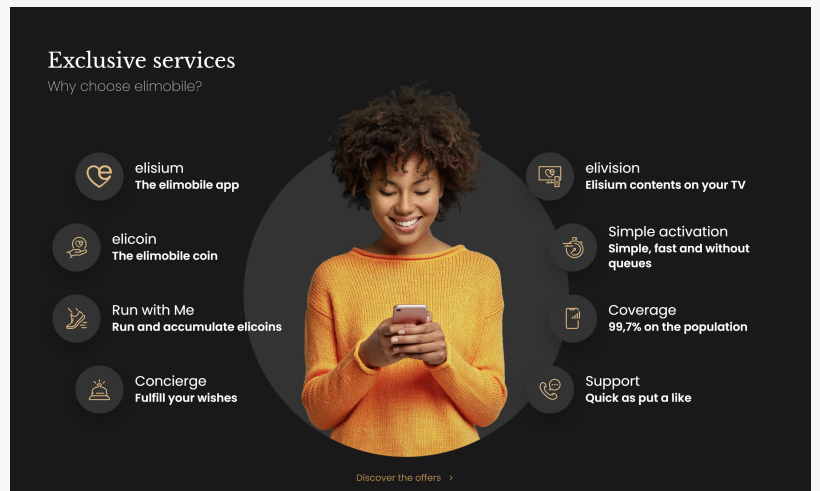 Exclusive services
Why choose elimobile?
elisium
The elimobile app
elicoin
The elimobile coin
Run with Me
Run and accumulate elicoins
Concierge
Fulfill your wishes
elivision
Elisium contents on your TV
Simple activation
Simple, fast and without
queues
Coverage
99,7% on the population
Support
Quick as put a like
Discover the offers >